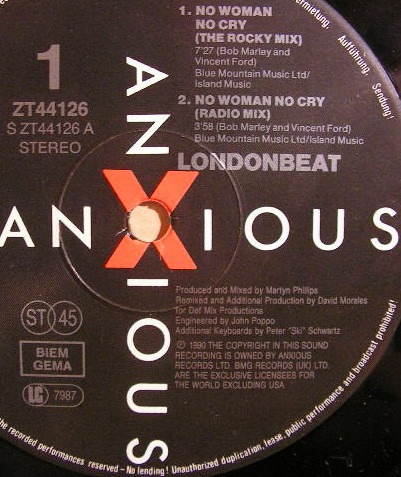 1
ZT44126
S ZT44126 A
STEREO
1. NO WOMAN
NO CRY
(THE ROCKY MIX)
7'27 (Bob Marley and
Vincent Ford)
Blue Mountain Music Ltd/
Island Music
2. NO WOMAN NO CRY
(RADIO MIX)
3'58 (Bob Marley and Vincent Ford)
Blue Mountain Music Ltd/Island Music
LONDONBEAT
ANXIOUS
ANXIOUS
Produced and Mixed by Martyn Phillips
Remixed and Additional Production by David Morales
for Def Mix Productions
Engineered by John Poppo
Additional Keyboards by Peter "Ski" Schwartz
ST 45
BIEM
GEMA
LC 7987
℗ 1990 THE COPYRIGHT IN THIS SOUND
RECORDING IS OWNED BY ANXIOUS
RECORDS LTD. BMG RECORDS (UK) LTD.
ARE THE EXCLUSIVE LICENSEES FOR
THE WORLD EXCLUDING USA
Vermietung, Aufführung, Sendung!
the recorded performances reserved – No lending! Unauthorized duplication, lease, public performance and broadcast prohibited!